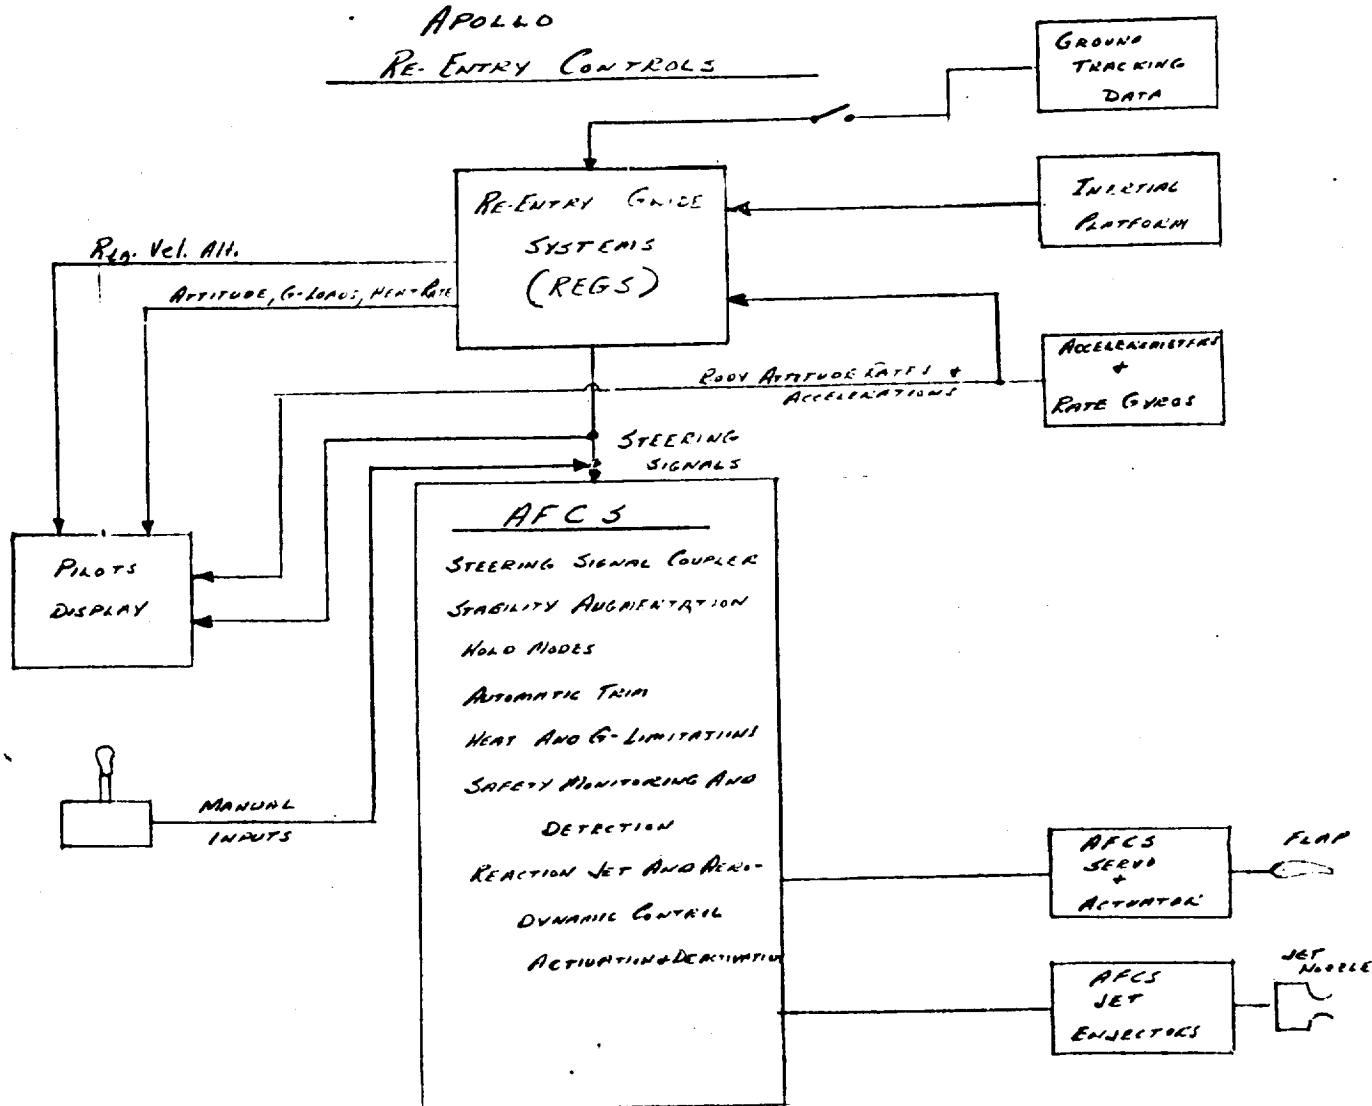 APOLLO
RE-ENTRY CONTROLS
GROUND
TRACKING
DATA
RE-ENTRY GUIDE
SYSTEMS
(REGS)
INERTIAL
PLATFORM
Rng. Vel. Alt.
ATTITUDE, G-LOADS, HEAT RATE
ACCELEROMETERS
+
RATE GYROS
BODY ATTITUDE RATES +
ACCELERATIONS
STEERING
SIGNALS
PILOTS
DISPLAY
AFCS
STEERING SIGNAL COUPLER
STABILITY AUGMENTATION
HOLD MODES
AUTOMATIC TRIM
HEAT AND G-LIMITATIONS
SAFETY MONITORING AND
DETECTION
REACTION JET AND AERO-
DYNAMIC CONTROL
ACTIVATION + DEACTIVATION
MANUAL
INPUTS
AFCS
SERVO
+
ACTUATOR
FLAP
AFCS
JET
ENJECTORS
JET
NOZZLE